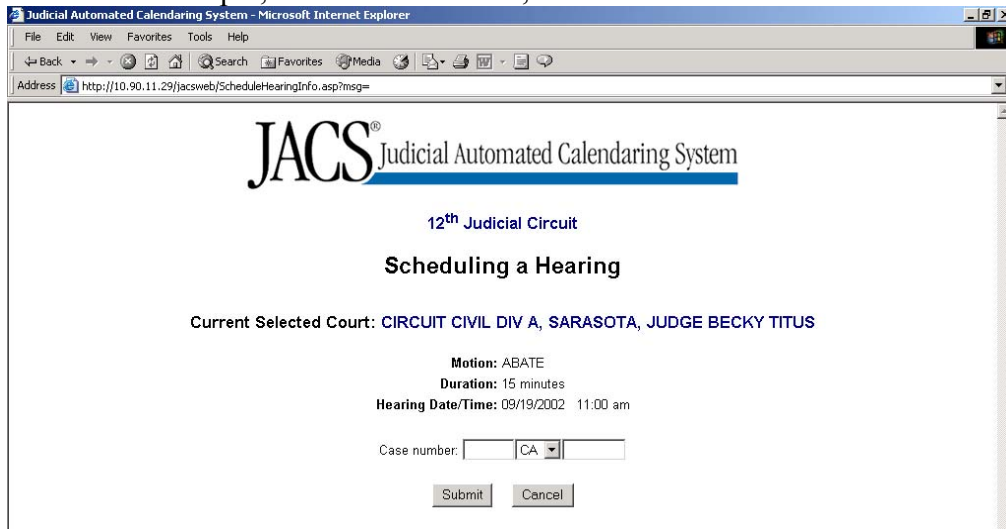 Judicial Automated Calendaring System - Microsoft Internet Explorer
File Edit View Favorites Tools Help
Back Search Favorites Media
Address http://10.90.11.29/jacsweb/ScheduleHearingInfo.asp?msg=
JACS® Judicial Automated Calendaring System
12th Judicial Circuit
Scheduling a Hearing
Current Selected Court: CIRCUIT CIVIL DIV A, SARASOTA, JUDGE BECKY TITUS
Motion: ABATE
Duration: 15 minutes
Hearing Date/Time: 09/19/2002 11:00 am
Case number: CA
Submit Cancel